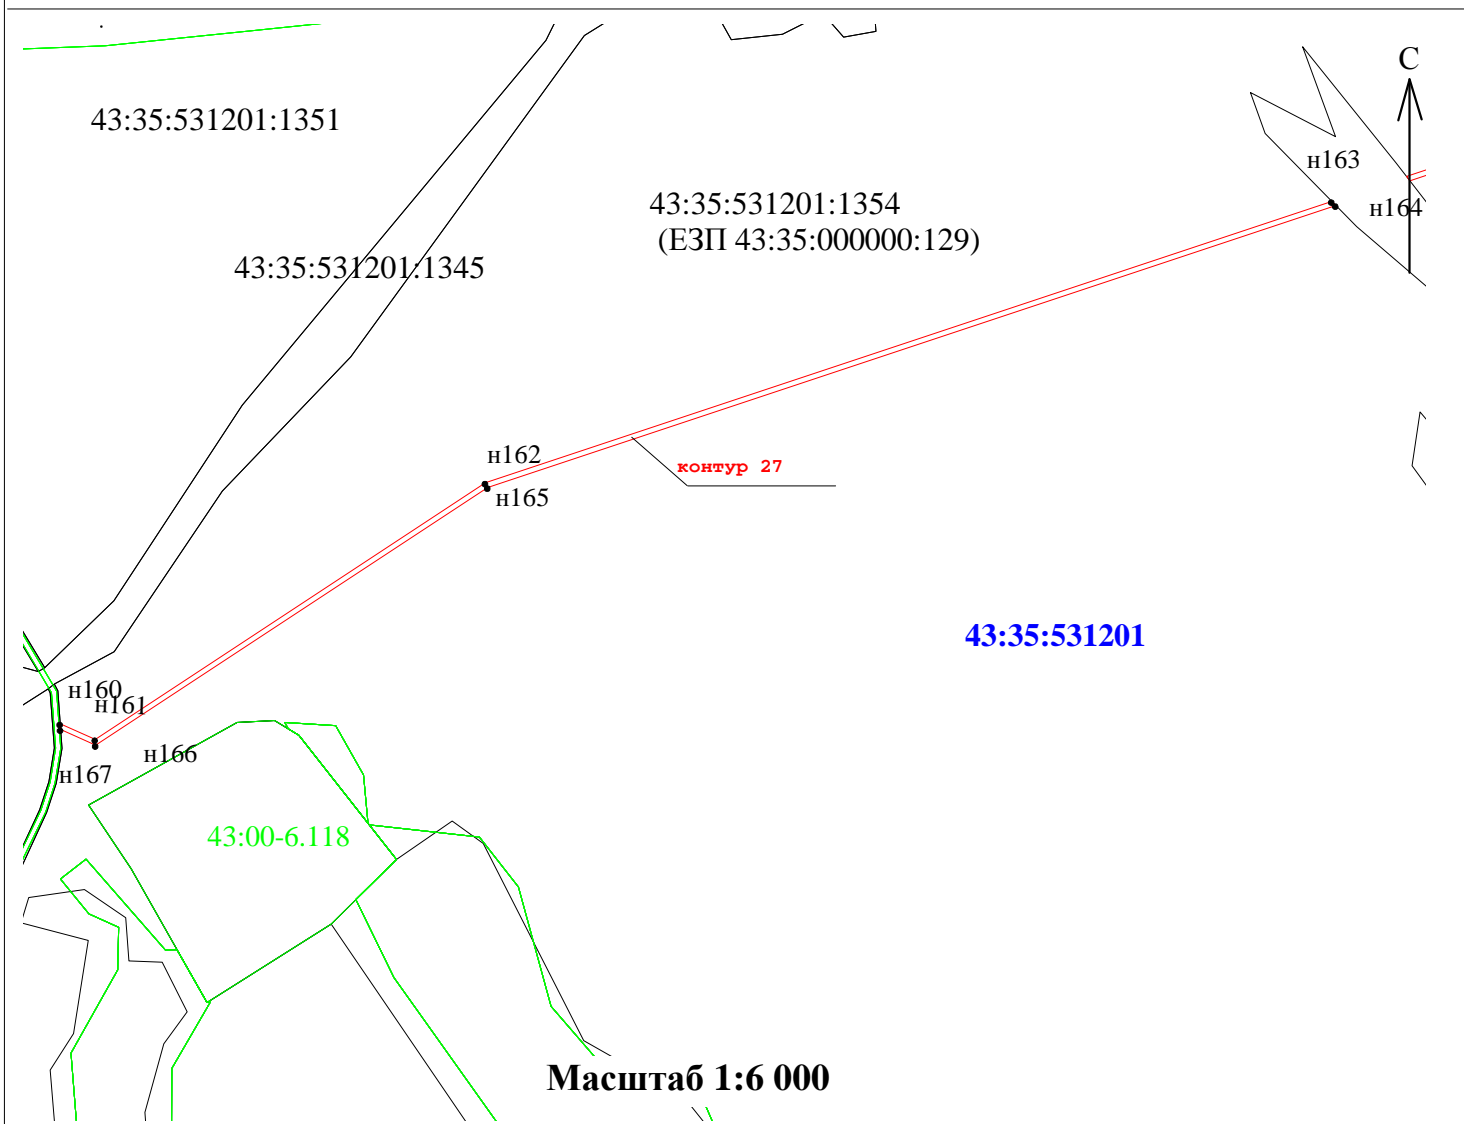 С
43:35:531201:1351
н163
43:35:531201:1354
н164
(ЕЗП 43:35:000000:129)
43:35:531201:1345
н162
контур 27
н165
43:35:531201
н160
н161
н166
н167
43:00-6.118
Масштаб 1:6 000